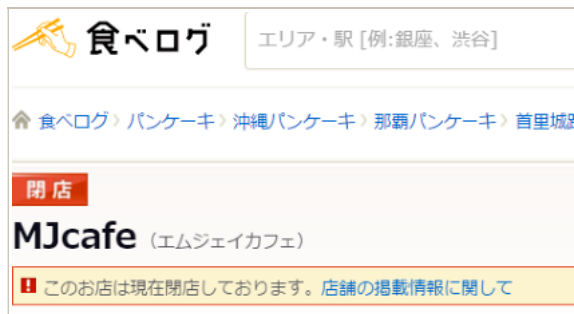 食べログ エリア・駅 [例:銀座、渋谷]
食べログ 〉 パンケーキ 〉 沖縄パンケーキ 〉 那覇パンケーキ 〉 首里城跡
閉店
MJcafe (エムジェイカフェ)
! このお店は現在閉店しております。店舗の掲載情報に関して